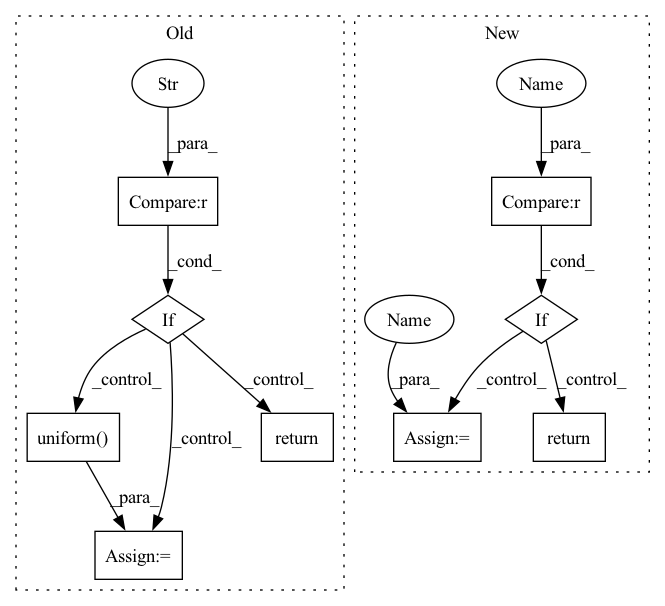 Old
New
Str
Name
_para_
_para_
Compare:r
Compare:r
_cond_
_cond_
If
Name
If
_control_
_control_
_control_
_para_
_control_
_control_
uniform()
return
Assign:=
return
_para_
Assign:=